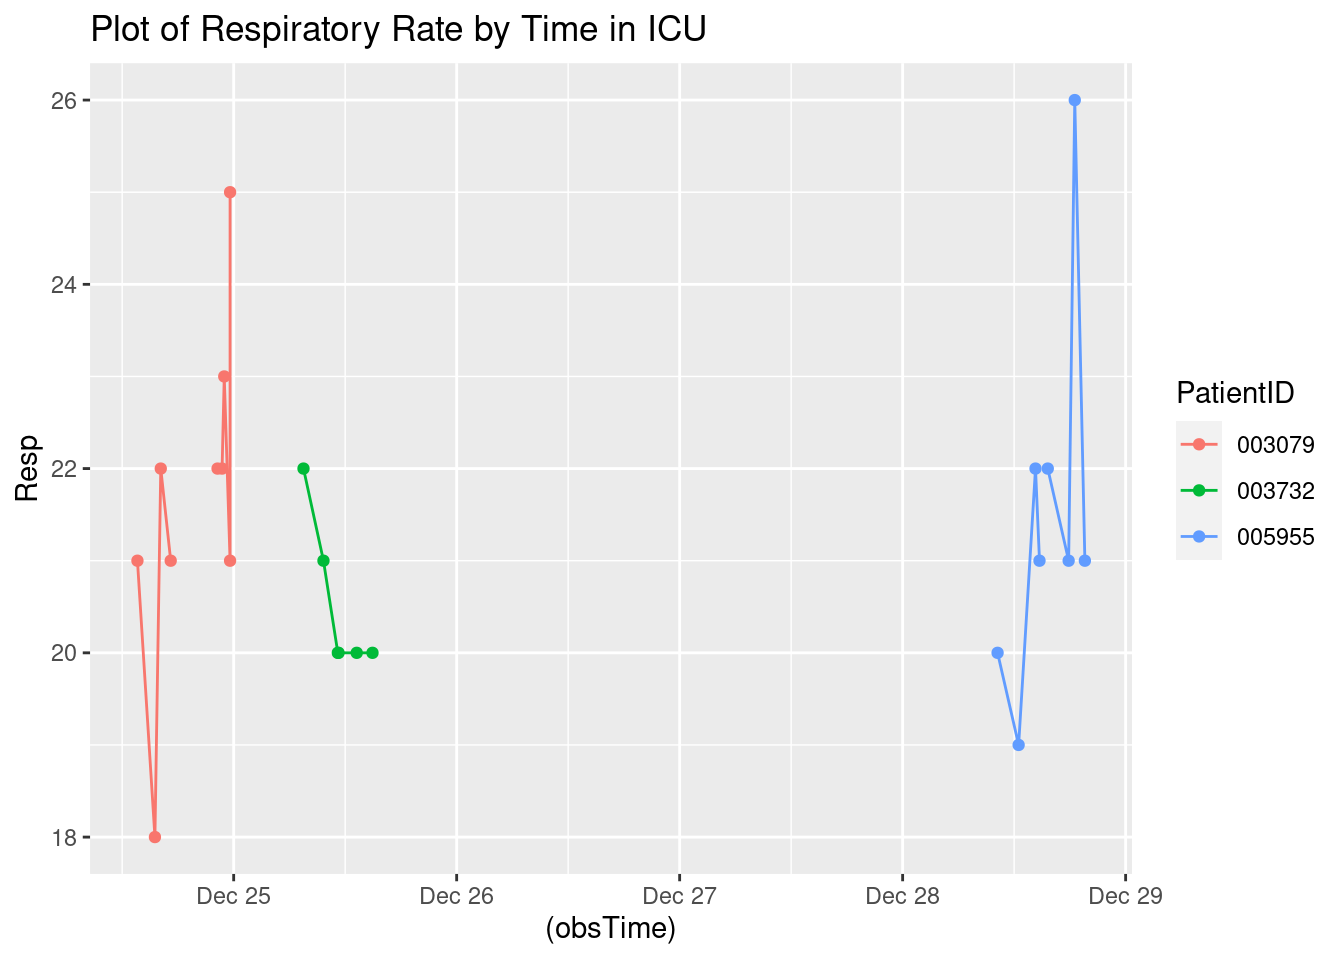 Plot of Respiratory Rate by Time in ICU
26
24
22
20
18
Resp
Dec 25 Dec 26 Dec 27 Dec 28 Dec 29
(obsTime)
PatientID
003079
003732
005955